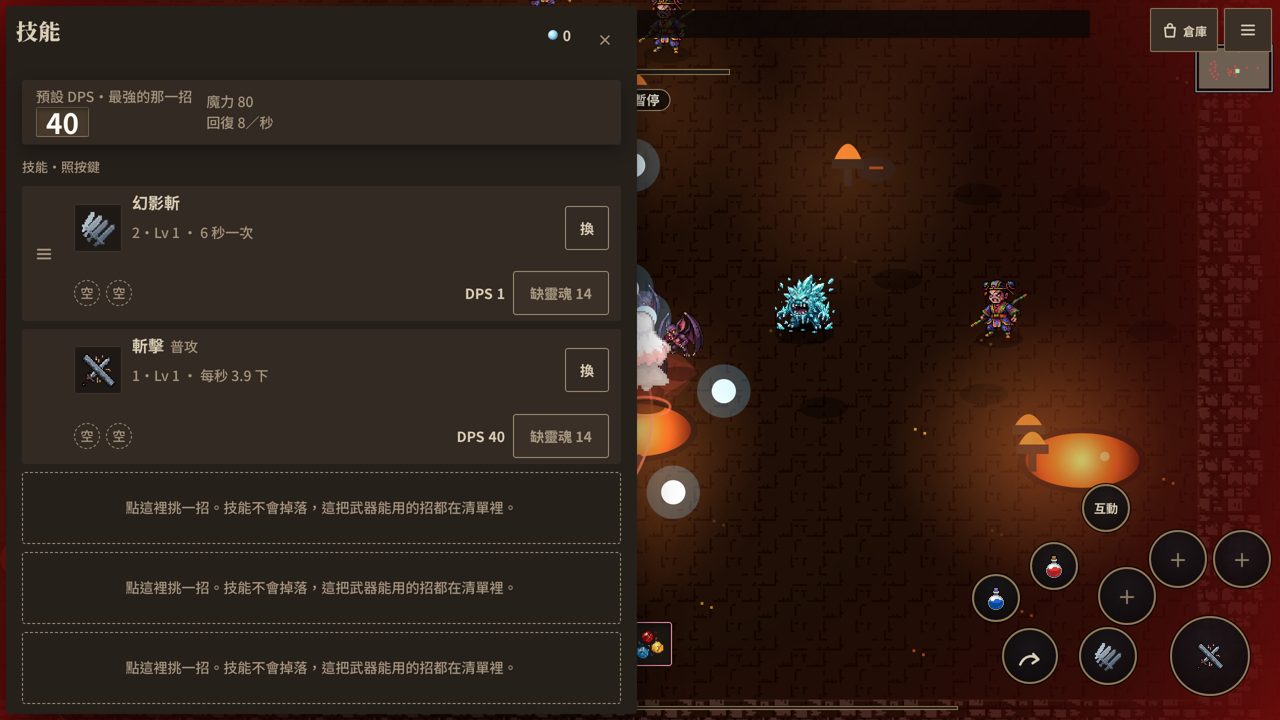 技能
0
倉庫
預設 DPS・最強的那一招
40
魔力 80
回復 8／秒
暫停
技能・照按鍵
幻影斬
2・Lv 1 ・ 6 秒一次
換
空 空
DPS 1
缺靈魂 14
斬擊 普攻
1・Lv 1 ・ 每秒 3.9 下
換
空 空
DPS 40
缺靈魂 14
點這裡挑一招。技能不會掉落，這把武器能用的招都在清單裡。
點這裡挑一招。技能不會掉落，這把武器能用的招都在清單裡。
點這裡挑一招。技能不會掉落，這把武器能用的招都在清單裡。
互動